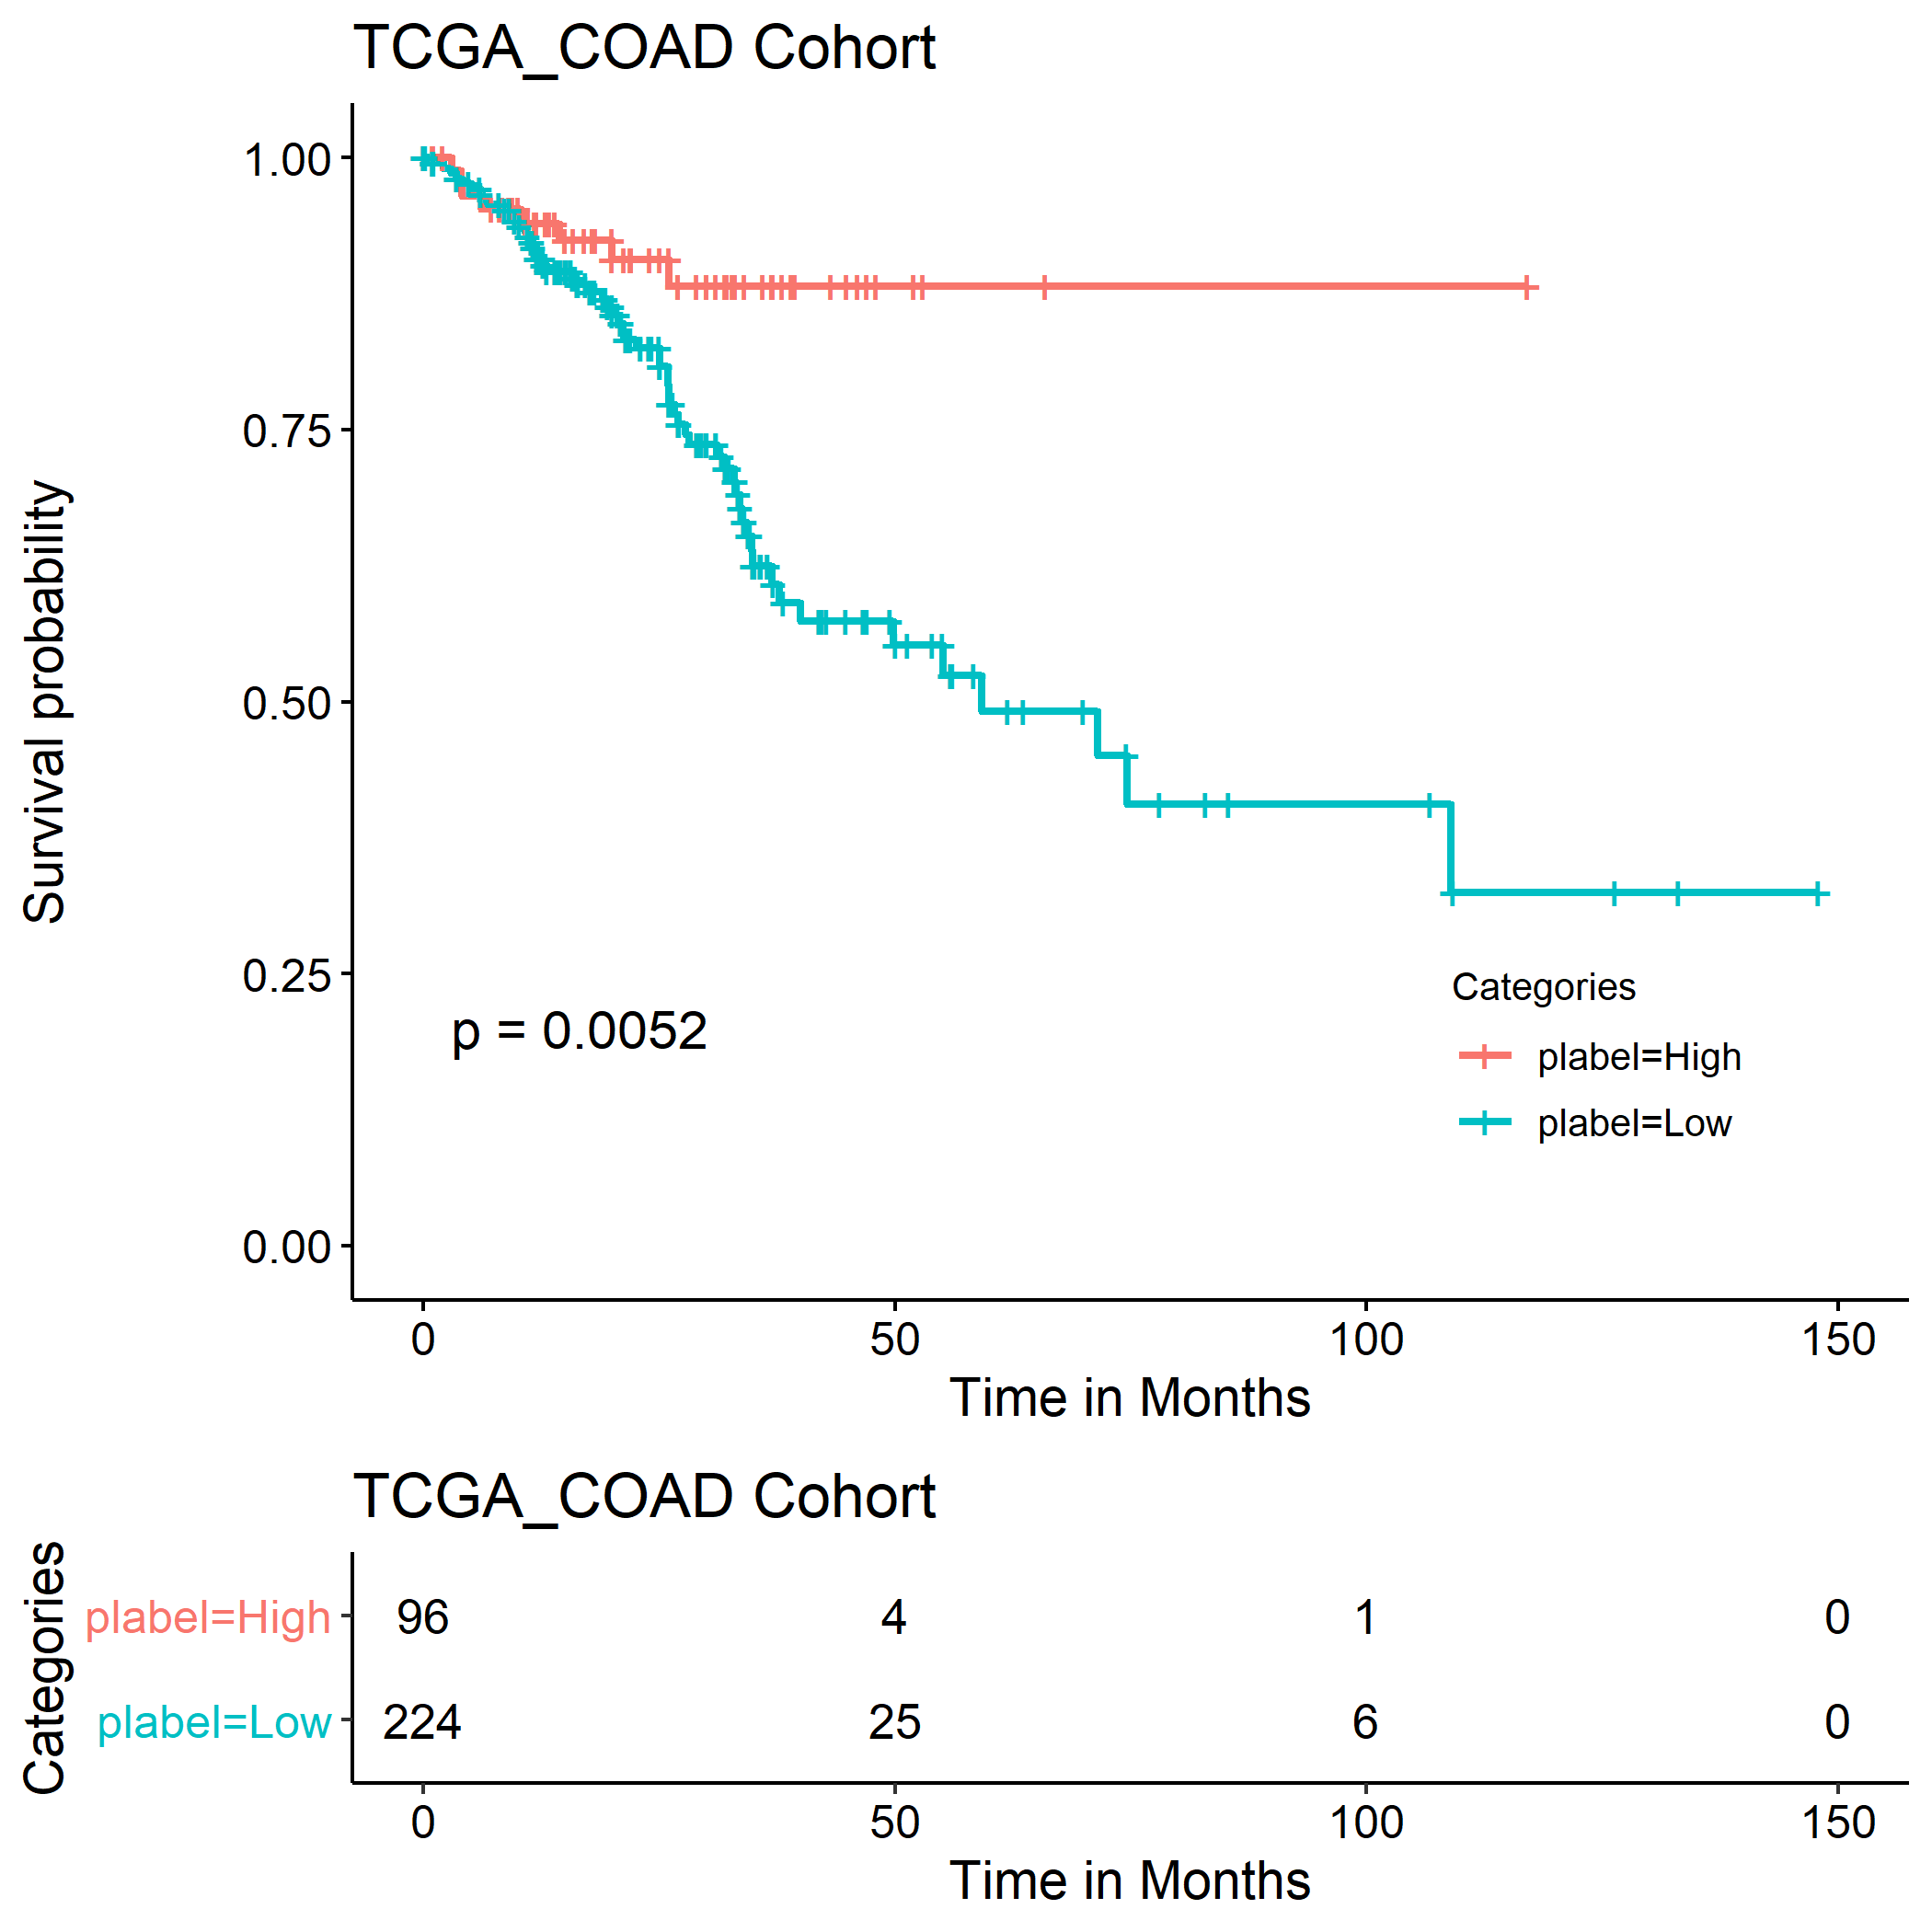 TCGA_COAD Cohort
Survival probability
1.00
0.75
0.50
0.25
0.00
p = 0.0052
Categories
plabel=High
plabel=Low
0 50 100 150
Time in Months
TCGA_COAD Cohort
Categories
plabel=High 96 4 1 0
plabel=Low 224 25 6 0
0 50 100 150
Time in Months